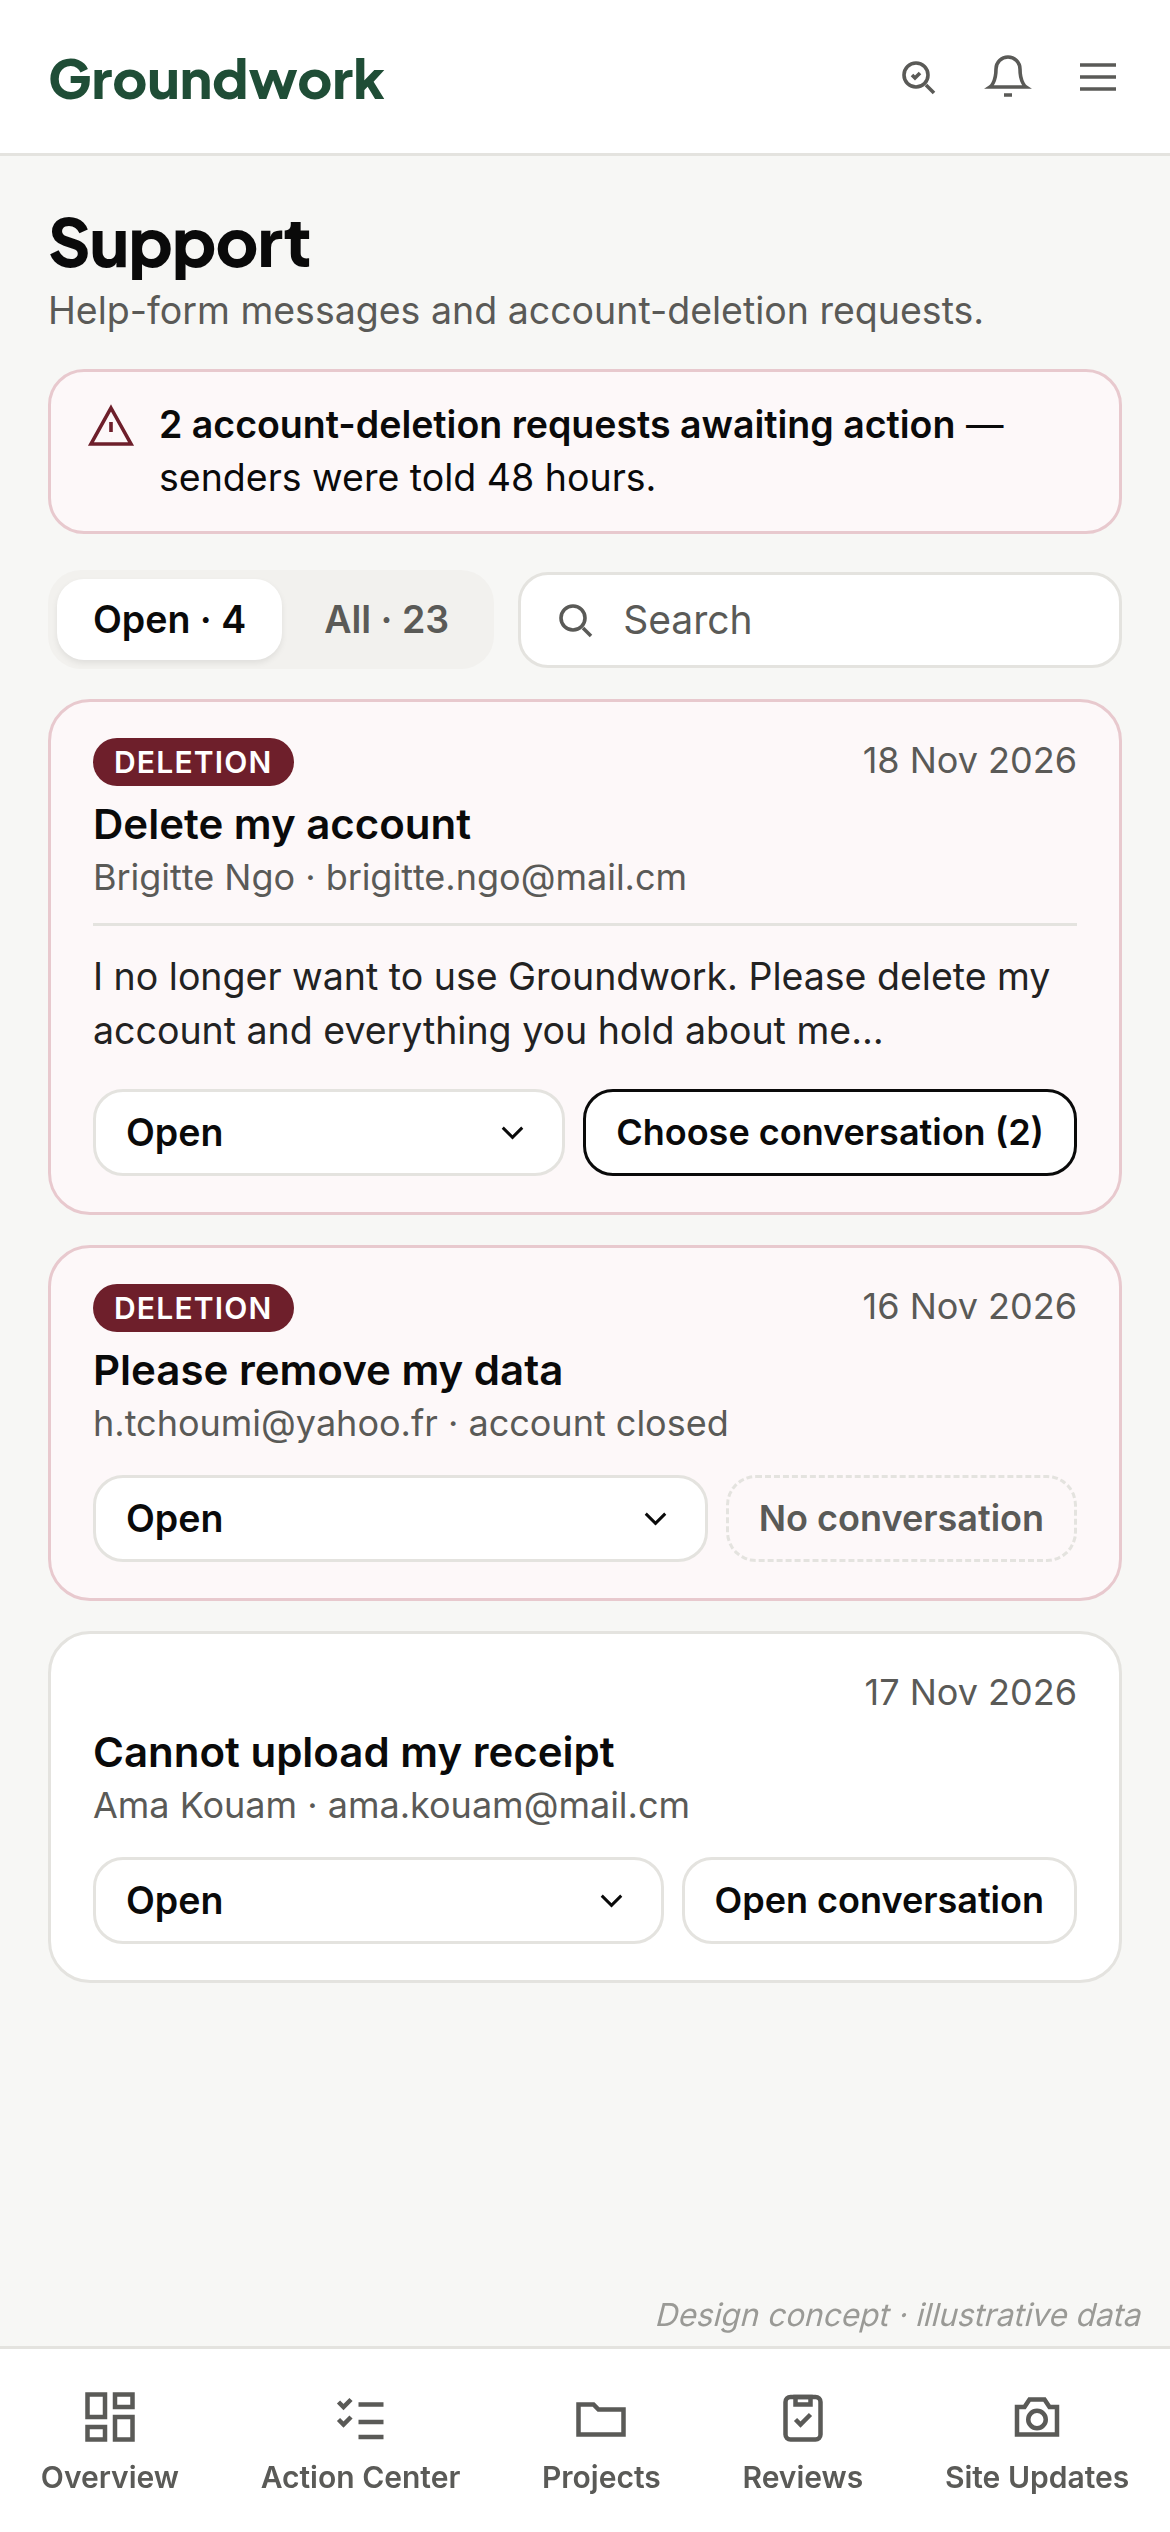 Groundwork
Support
Help-form messages and account-deletion requests.
2 account-deletion requests awaiting action —
senders were told 48 hours.
Open · 4
All · 23
Search
DELETION
18 Nov 2026
Delete my account
Brigitte Ngo · brigitte.ngo@mail.cm
I no longer want to use Groundwork. Please delete my
account and everything you hold about me...
Open
Choose conversation (2)
DELETION
16 Nov 2026
Please remove my data
h.tchoumi@yahoo.fr · account closed
Open
No conversation
17 Nov 2026
Cannot upload my receipt
Ama Kouam · ama.kouam@mail.cm
Open
Open conversation
Design concept · illustrative data
Overview
Action Center
Projects
Reviews
Site Updates